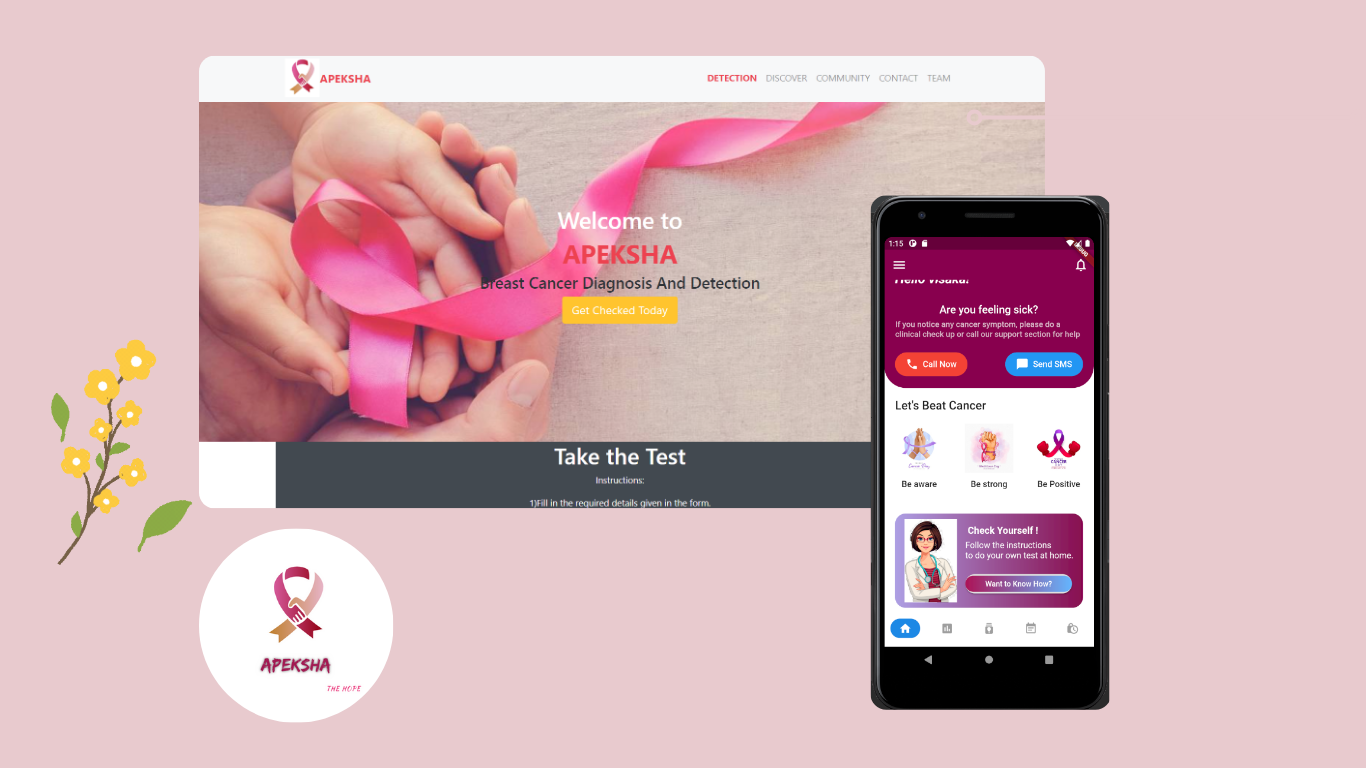 APEKSHA
DETECTION DISCOVER COMMUNITY CONTACT TEAM
Welcome to
APEKSHA
Breast Cancer Diagnosis And Detection
Get Checked Today
Take the Test
Instructions:
1)Fill in the required details given in the form.
1:15
Hello Visaka!
Are you feeling sick?
If you notice any cancer symptom, please do a
clinical check up or call our support section for help
Call Now
Send SMS
Let's Beat Cancer
Be aware
Be strong
Be Positive
Check Yourself !
Follow the instructions
to do your own test at home.
Want to Know How?
APEKSHA
THE HOPE